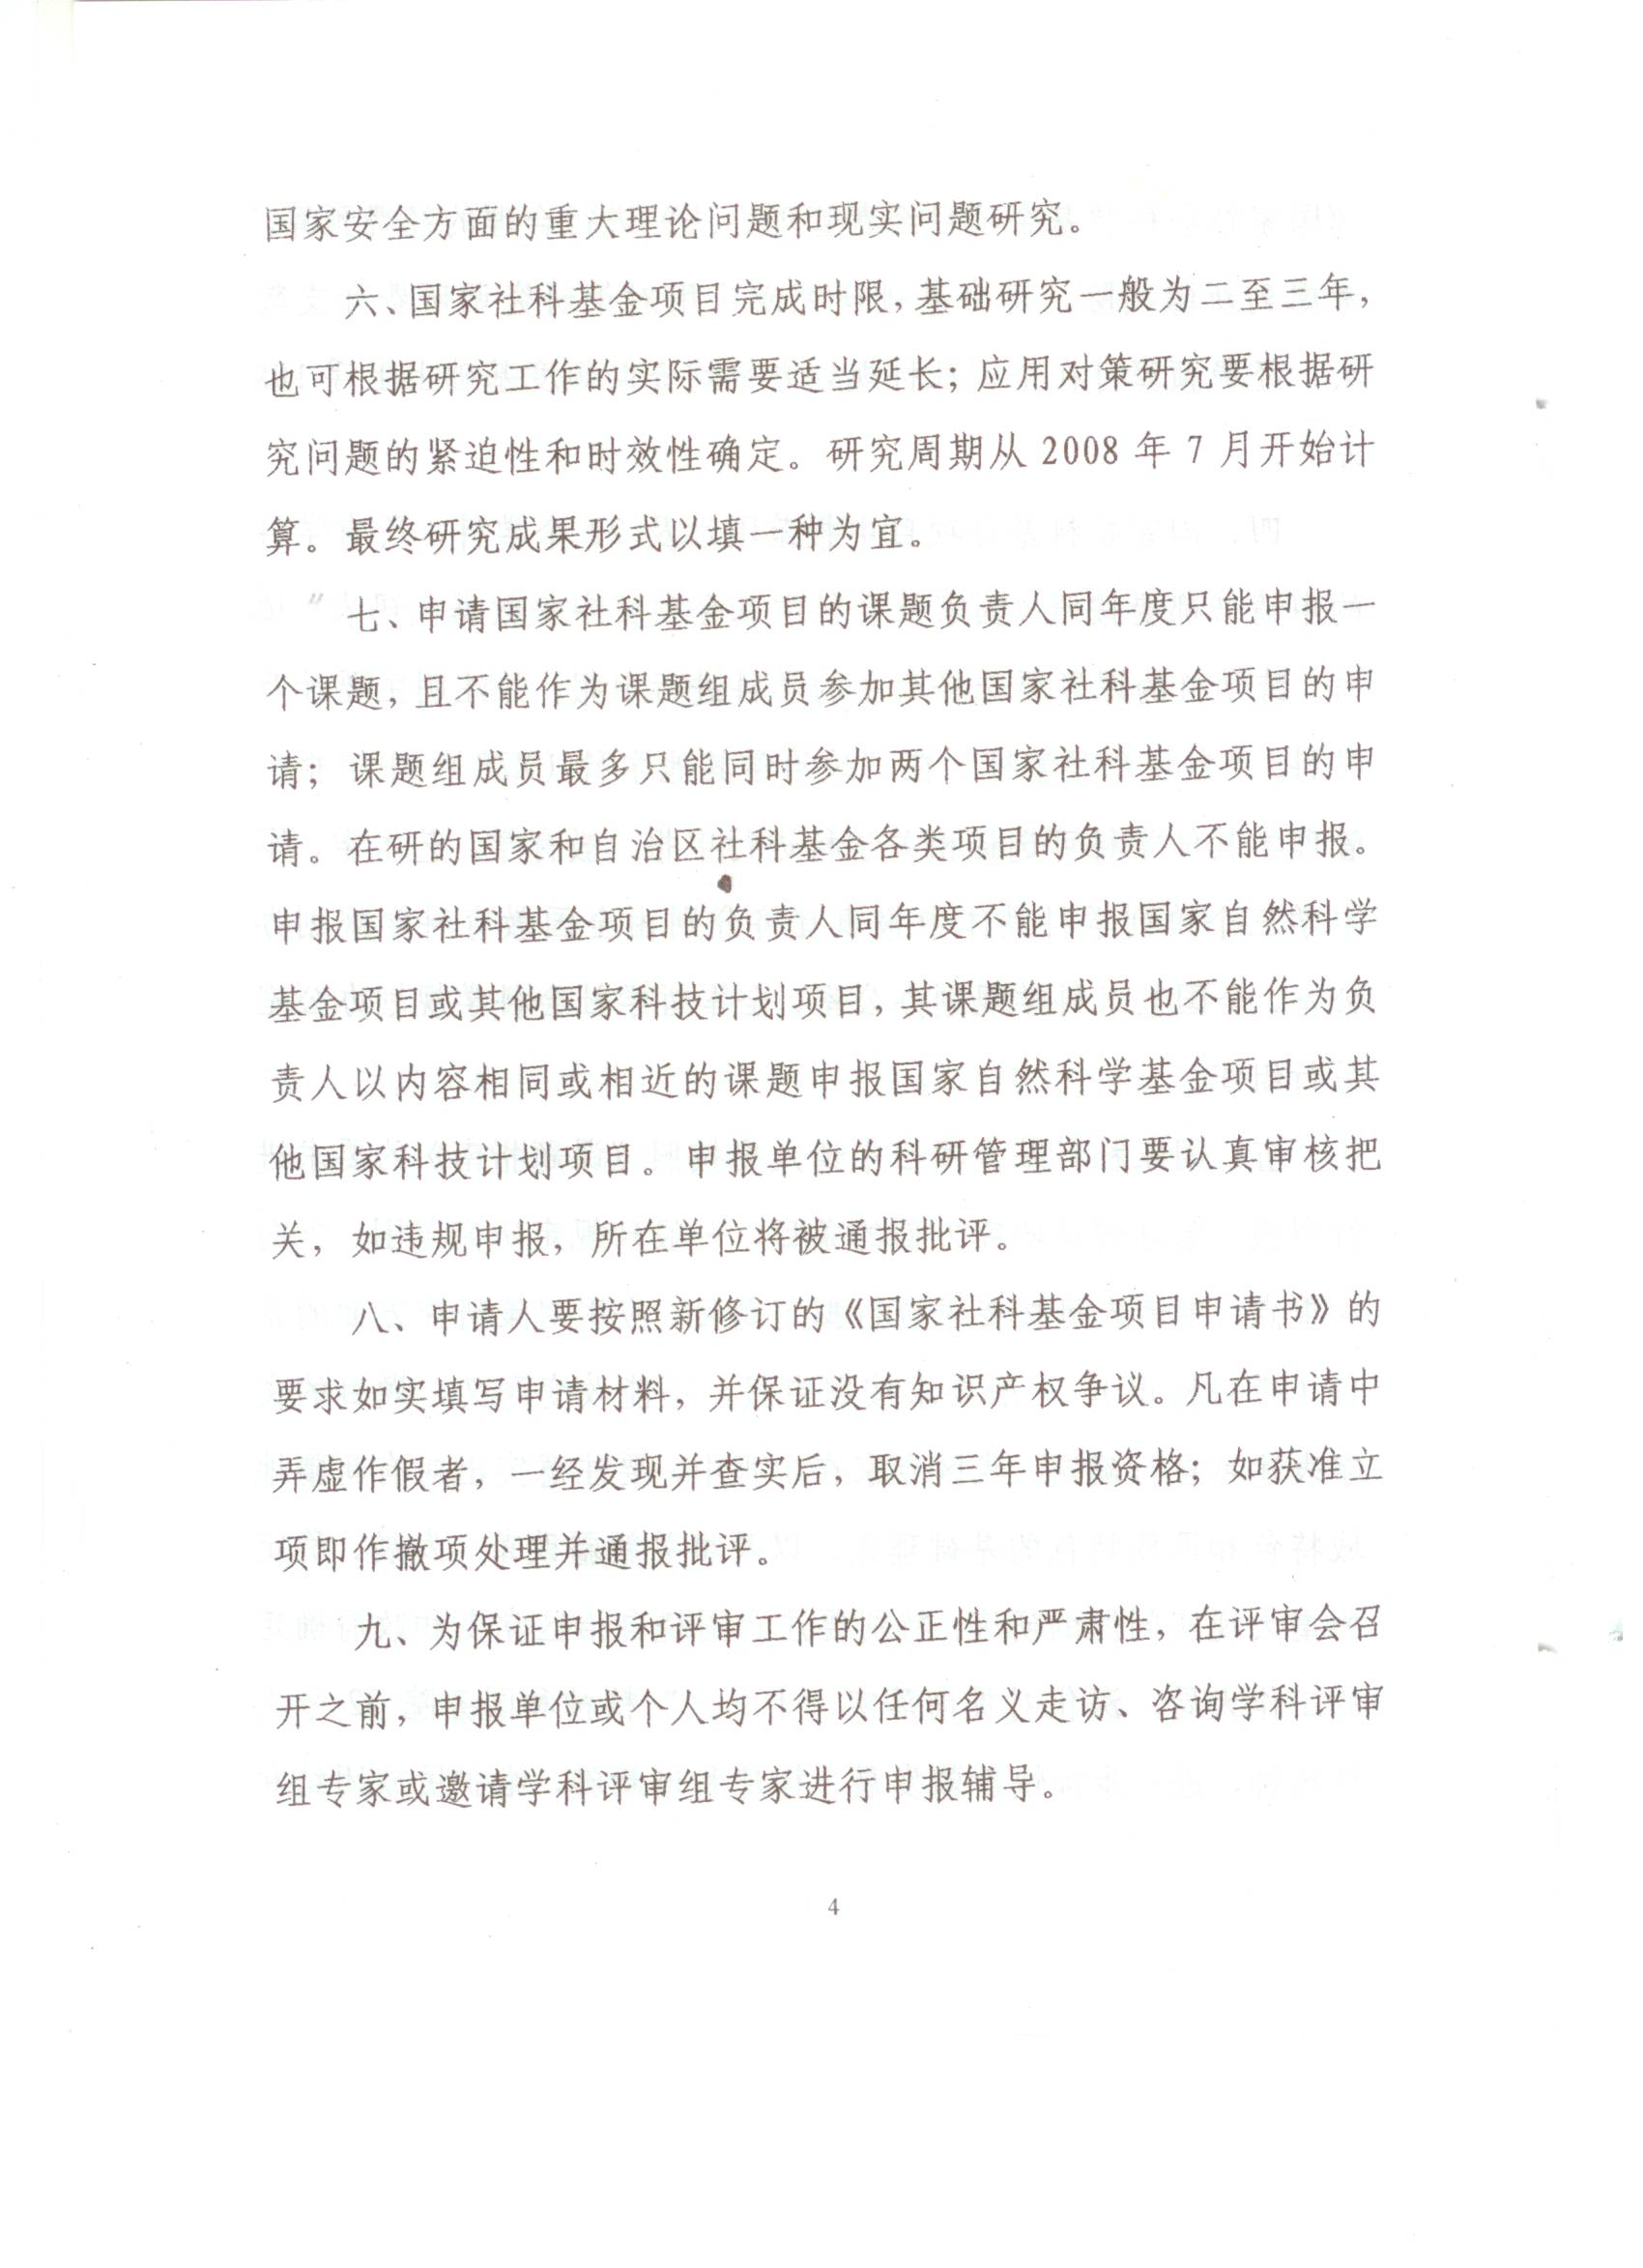 国家安全方面的重大理论问题和现实问题研究。
六、国家社科基金项目完成时限，基础研究一般为二至三年，
也可根据研究工作的实际需要适当延长；应用对策研究要根据研
究问题的紧迫性和时效性确定。研究周期从 2008 年 7 月开始计
算。最终研究成果形式以填一种为宜。
七、申请国家社科基金项目的课题负责人同年度只能申报一
个课题，且不能作为课题组成员参加其他国家社科基金项目的申
请；课题组成员最多只能同时参加两个国家社科基金项目的申
请。在研的国家和自治区社科基金各类项目的负责人不能申报。
申报国家社科基金项目的负责人同年度不能申报国家自然科学
基金项目或其他国家科技计划项目，其课题组成员也不能作为负
责人以内容相同或相近的课题申报国家自然科学基金项目或其
他国家科技计划项目。申报单位的科研管理部门要认真审核把
关，如违规申报，所在单位将被通报批评。
八、申请人要按照新修订的《国家社科基金项目申请书》的
要求如实填写申请材料，并保证没有知识产权争议。凡在申请中
弄虚作假者，一经发现并查实后，取消三年申报资格；如获准立
项即作撤项处理并通报批评。
九、为保证申报和评审工作的公正性和严肃性，在评审会召
开之前，申报单位或个人均不得以任何名义走访、咨询学科评审
组专家或邀请学科评审组专家进行申报辅导。
4